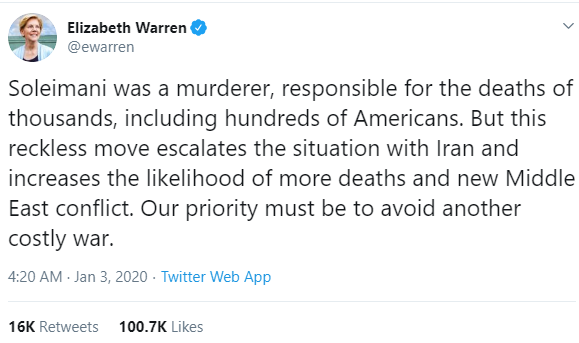 Elizabeth Warren
@ewarren
Soleimani was a murderer, responsible for the deaths of
thousands, including hundreds of Americans. But this
reckless move escalates the situation with Iran and
increases the likelihood of more deaths and new Middle
East conflict. Our priority must be to avoid another
costly war.
4:20 AM · Jan 3, 2020 · Twitter Web App
16K Retweets 100.7K Likes